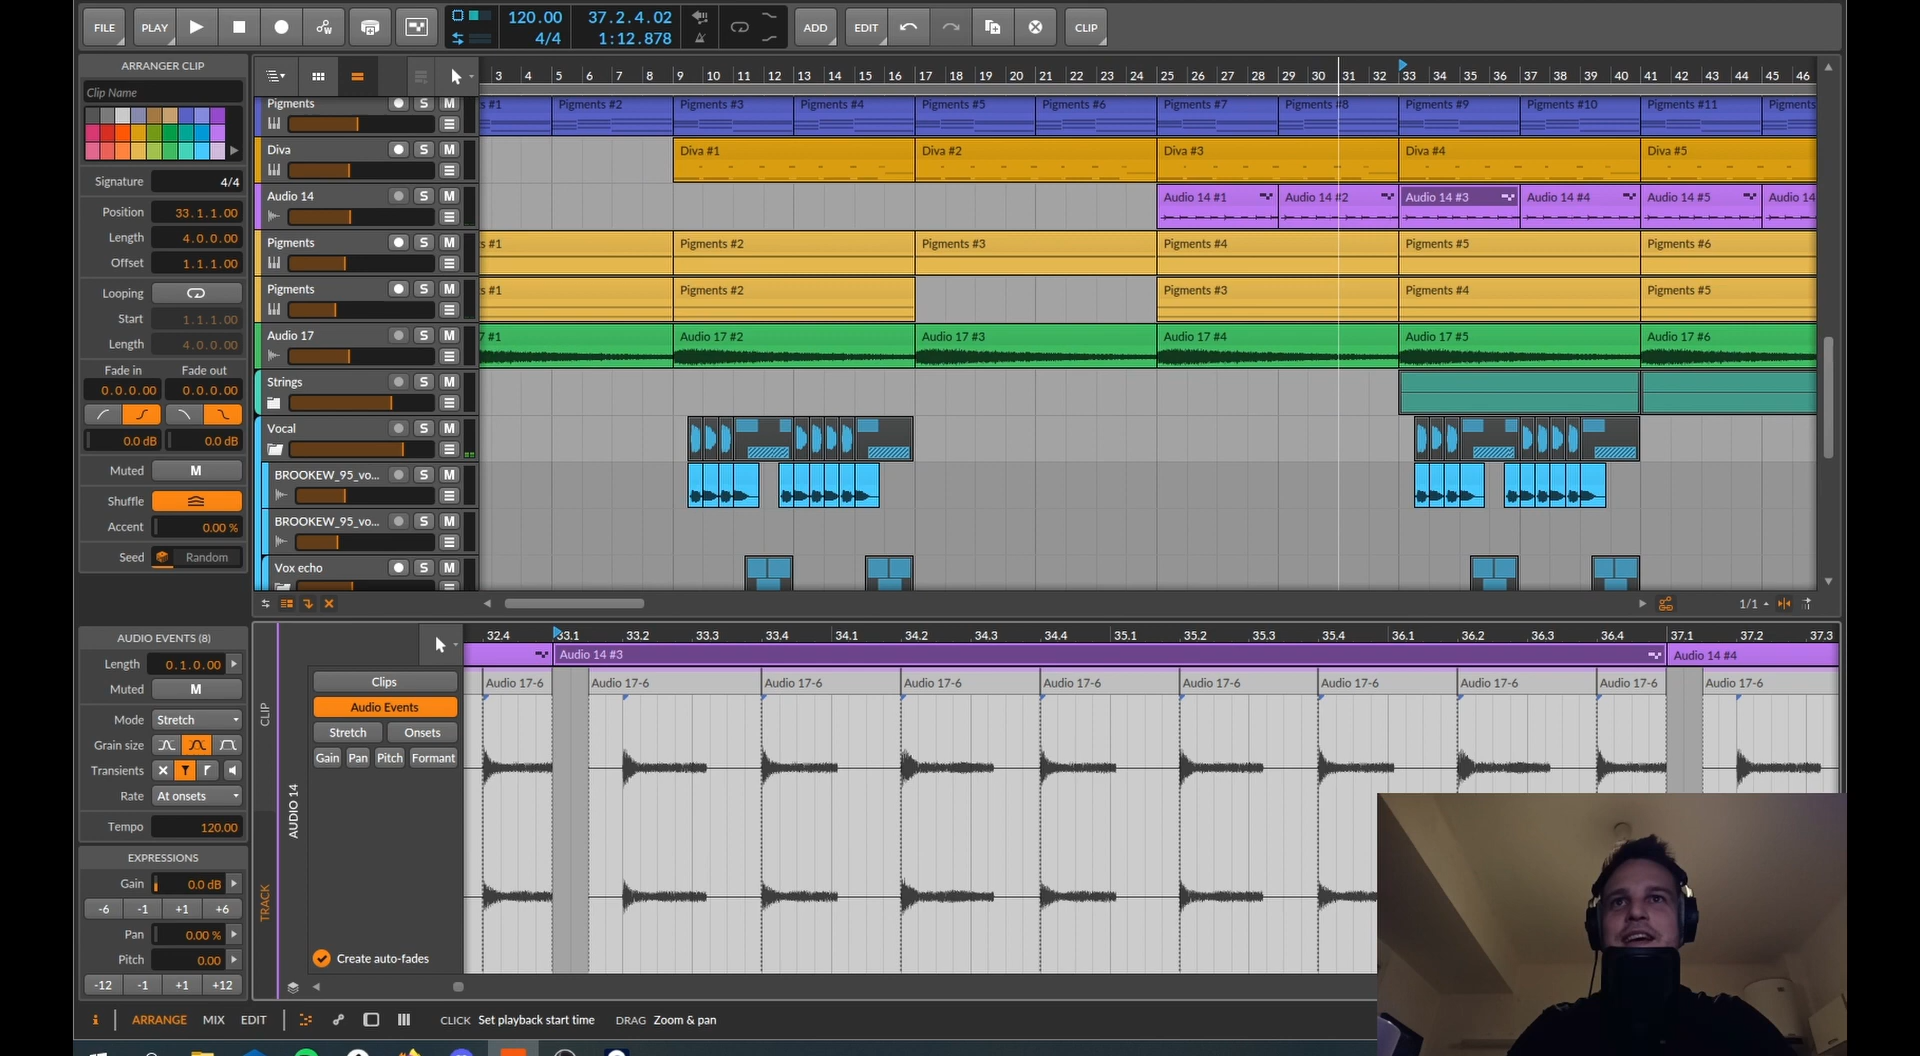 FILE PLAY 120.00 4/4 37.2.4.02 1:12.878 ADD EDIT CLIP
ARRANGER CLIP
Clip Name
Signature 4/4
Position 33.1.1.00
Length 4.0.0.00
Offset 1.1.1.00
Looping
Start 1.1.1.00
Length 4.0.0.00
Fade in Fade out
0.0.0.00 0.0.0.00
0.0 dB 0.0 dB
Muted M
Shuffle
Accent 0.00 %
Seed Random
3 4 5 6 7 8 9 10 11 12 13 14 15 16 17 18 19 20 21 22 23 24 25 26 27 28 29 30 31 32 33 34 35 36 37 38 39 40 41 42 43 44 45 46
Pigments S M s #1 Pigments #2 Pigments #3 Pigments #4 Pigments #5 Pigments #6 Pigments #7 Pigments #8 Pigments #9 Pigments #10 Pigments #11 Pigments
Diva S M Diva #1 Diva #2 Diva #3 Diva #4 Diva #5
Audio 14 S M Audio 14 #1 Audio 14 #2 Audio 14 #3 Audio 14 #4 Audio 14 #5 Audio 14
Pigments S M s #1 Pigments #2 Pigments #3 Pigments #4 Pigments #5 Pigments #6
Pigments S M s #1 Pigments #2 Pigments #3 Pigments #4 Pigments #5
Audio 17 S M 7 #1 Audio 17 #2 Audio 17 #3 Audio 17 #4 Audio 17 #5 Audio 17 #6
Strings S M
Vocal S M
BROOKEW_95_vo... S M
BROOKEW_95_vo... S M
Vox echo S M
1/1
AUDIO EVENTS (8)
Length 0.1.0.00
Muted M
Mode Stretch
Grain size
Transients
Rate At onsets
Tempo 120.00
EXPRESSIONS
Gain 0.0 dB
-6 -1 +1 +6
Pan 0.00 %
Pitch 0.00
-12 -1 +1 +12
CLIP
TRACK
AUDIO 14
32.4 33.1 33.2 33.3 33.4 34.1 34.2 34.3 34.4 35.1 35.2 35.3 35.4 36.1 36.2 36.3 36.4 37.1 37.2 37.3
Audio 14 #3 Audio 14 #4
Clips
Audio Events
Stretch Onsets
Gain Pan Pitch Formant
Create auto-fades
Audio 17-6 Audio 17-6 Audio 17-6 Audio 17-6 Audio 17-6 Audio 17-6 Audio 17-6 Audio 17-6 Audio 17-6 Audio 17-6
i ARRANGE MIX EDIT CLICK Set playback start time DRAG Zoom & pan